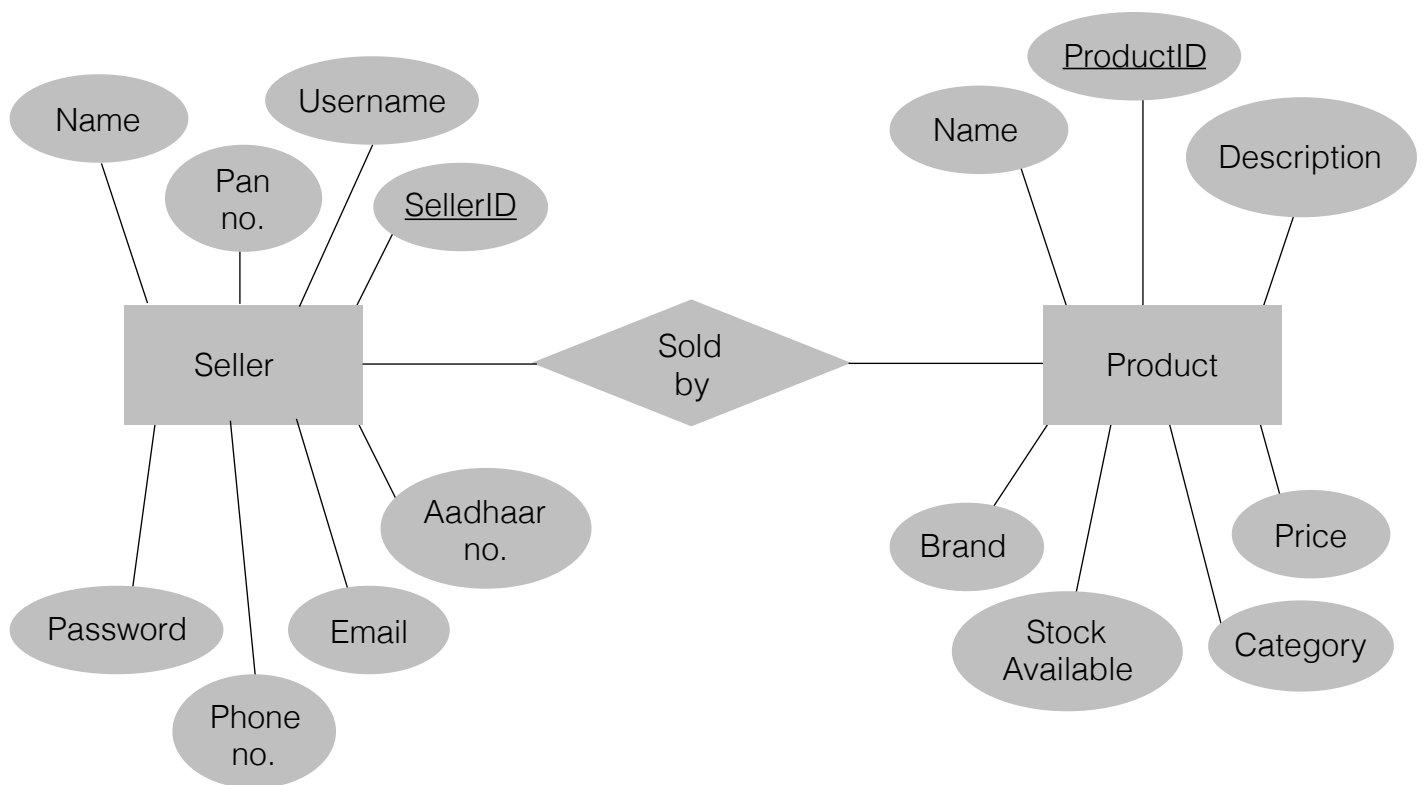 Name
Pan
no.
Username
SellerID
Seller
Password
Phone
no.
Email
Aadhaar
no.
Sold
by
Name
ProductID
Description
Product
Brand
Stock
Available
Category
Price